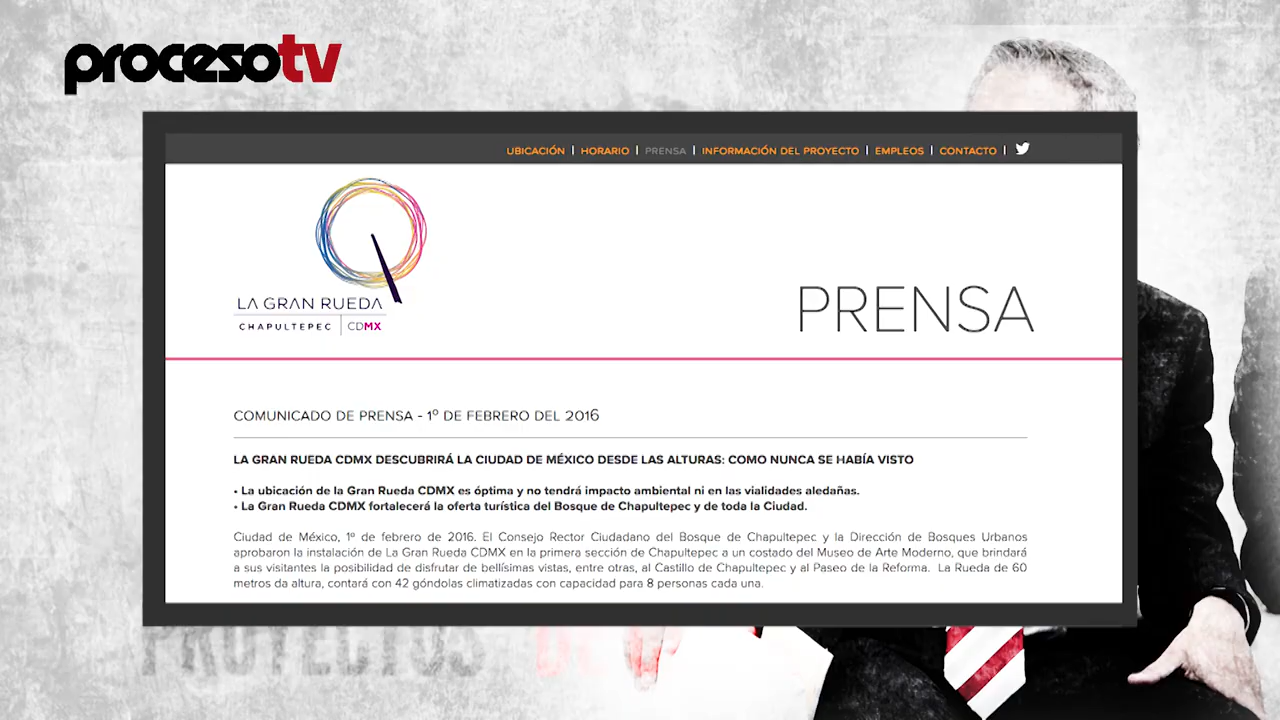 procesotv
UBICACIÓN | HORARIO | PRENSA | INFORMACIÓN DEL PROYECTO | EMPLEOS | CONTACTO |
LA GRAN RUEDA
CHAPULTEPEC | CDMX
PRENSA
COMUNICADO DE PRENSA - 1º DE FEBRERO DEL 2016
LA GRAN RUEDA CDMX DESCUBRIRÁ LA CIUDAD DE MÉXICO DESDE LAS ALTURAS: COMO NUNCA SE HABÍA VISTO
• La ubicación de la Gran Rueda CDMX es óptima y no tendrá impacto ambiental ni en las vialidades aledañas.
• La Gran Rueda CDMX fortalecerá la oferta turística del Bosque de Chapultepec y de toda la Ciudad.
Ciudad de México, 1º de febrero de 2016. El Consejo Rector Ciudadano del Bosque de Chapultepec y la Dirección de Bosques Urbanos
aprobaron la instalación de La Gran Rueda CDMX en la primera sección de Chapultepec a un costado del Museo de Arte Moderno, que brindará
a sus visitantes la posibilidad de disfrutar de bellísimas vistas, entre otras, al Castillo de Chapultepec y al Paseo de la Reforma. La Rueda de 60
metros da altura, contará con 42 góndolas climatizadas con capacidad para 8 personas cada una.
PROYECTOS